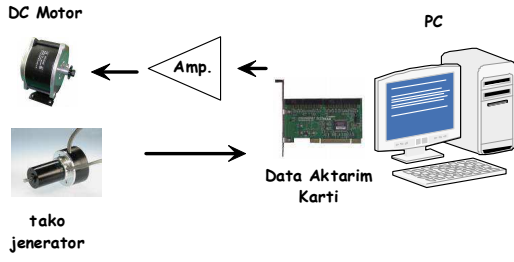 DC Motor
PC
Amp.
Data Aktarim
Karti
tako
jenerator